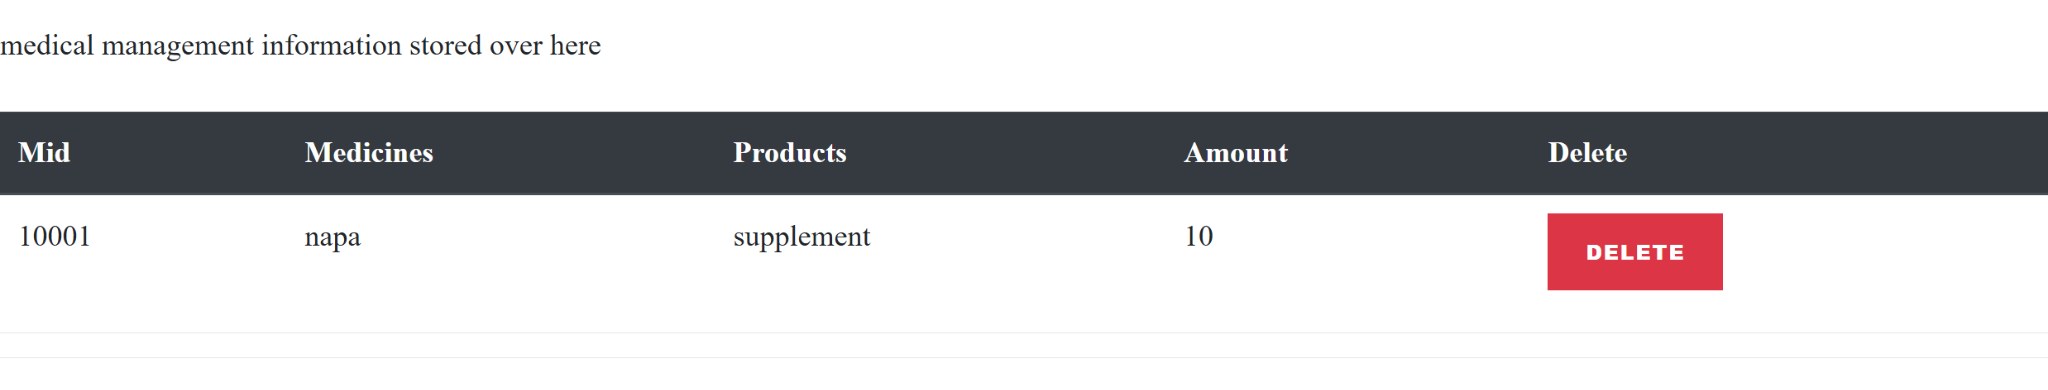 medical management information stored over here
Mid Medicines Products Amount Delete
10001 napa supplement 10 DELETE